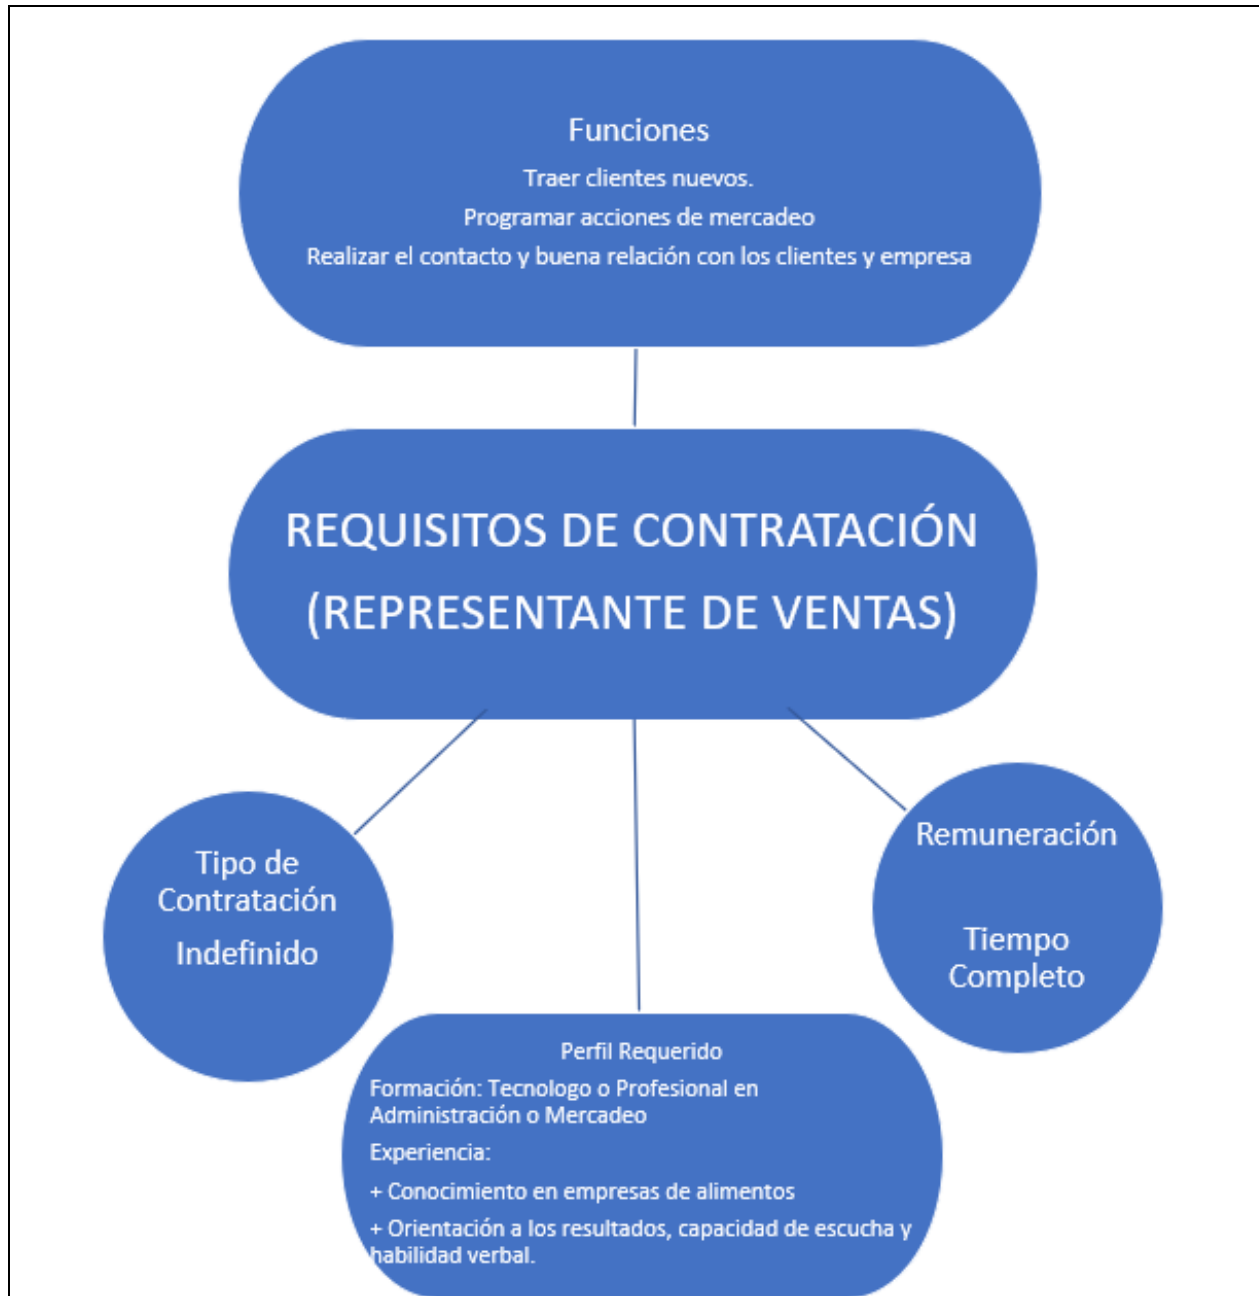 Funciones
Traer clientes nuevos.
Programar acciones de mercadeo
Realizar el contacto y buena relación con los clientes y empresa
REQUISITOS DE CONTRATACIÓN
(REPRESENTANTE DE VENTAS)
Tipo de
Contratación
Indefinido
Remuneración
Tiempo
Completo
Perfil Requerido
Formación: Tecnologo o Profesional en
Administración o Mercadeo
Experiencia:
+ Conocimiento en empresas de alimentos
+ Orientación a los resultados, capacidad de escucha y
habilidad verbal.